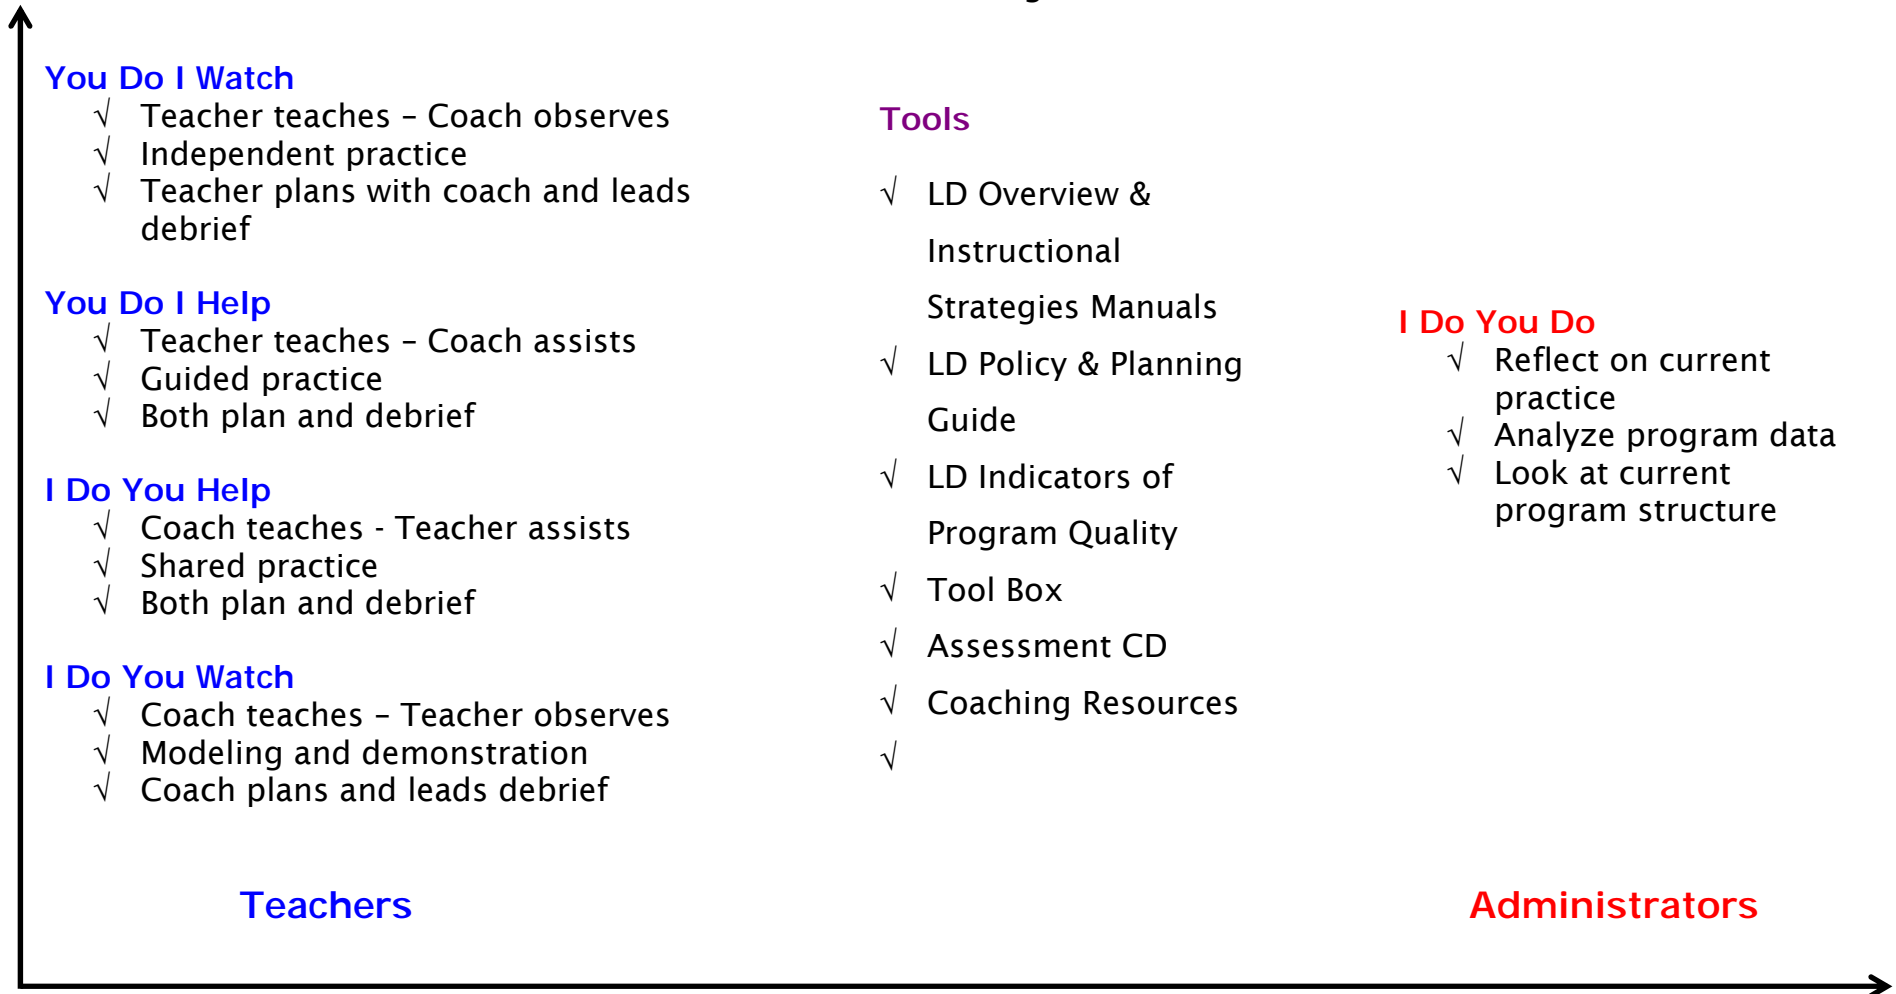 You Do I Watch
√ Teacher teaches – Coach observes
√ Independent practice
√ Teacher plans with coach and leads
debrief
You Do I Help
√ Teacher teaches – Coach assists
√ Guided practice
√ Both plan and debrief
I Do You Help
√ Coach teaches - Teacher assists
√ Shared practice
√ Both plan and debrief
I Do You Watch
√ Coach teaches – Teacher observes
√ Modeling and demonstration
√ Coach plans and leads debrief
Teachers
Tools
√ LD Overview &
Instructional
Strategies Manuals
√ LD Policy & Planning
Guide
√ LD Indicators of
Program Quality
√ Tool Box
√ Assessment CD
√ Coaching Resources
√
I Do You Do
√ Reflect on current
practice
√ Analyze program data
√ Look at current
program structure
Administrators